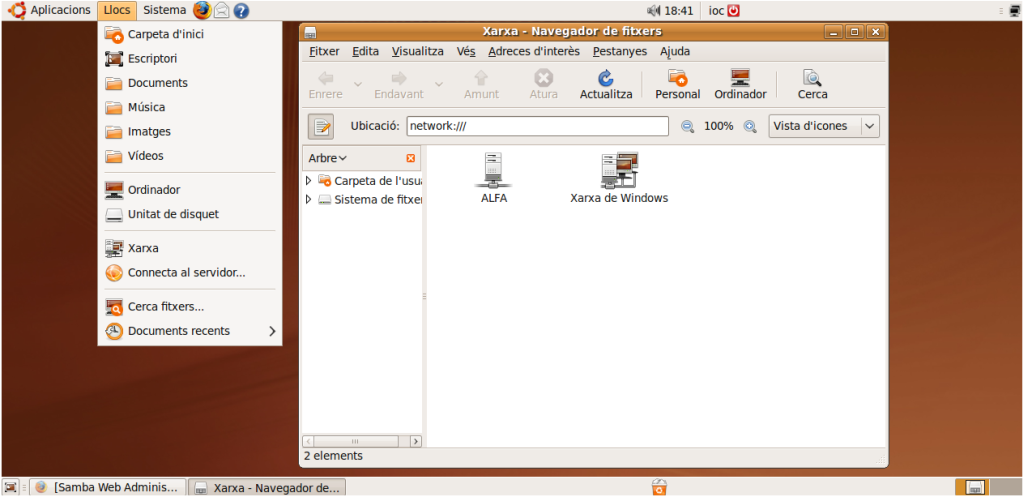 Aplicacions Llocs Sistema 18:41 ioc
Carpeta d'inici
Escriptori
Documents
Música
Imatges
Vídeos
Ordinador
Unitat de disquet
Xarxa
Connecta al servidor...
Cerca fitxers...
Documents recents
Xarxa - Navegador de fitxers
Fitxer Edita Visualitza Vés Adreces d'interès Pestanyes Ajuda
Enrere Endavant Amunt Atura Actualitza Personal Ordinador Cerca
Ubicació: network:/// 100% Vista d'icones
Arbre
Carpeta de l'usua
Sistema de fitxe
ALFA Xarxa de Windows
2 elements
[Samba Web Adminis... Xarxa - Navegador de...